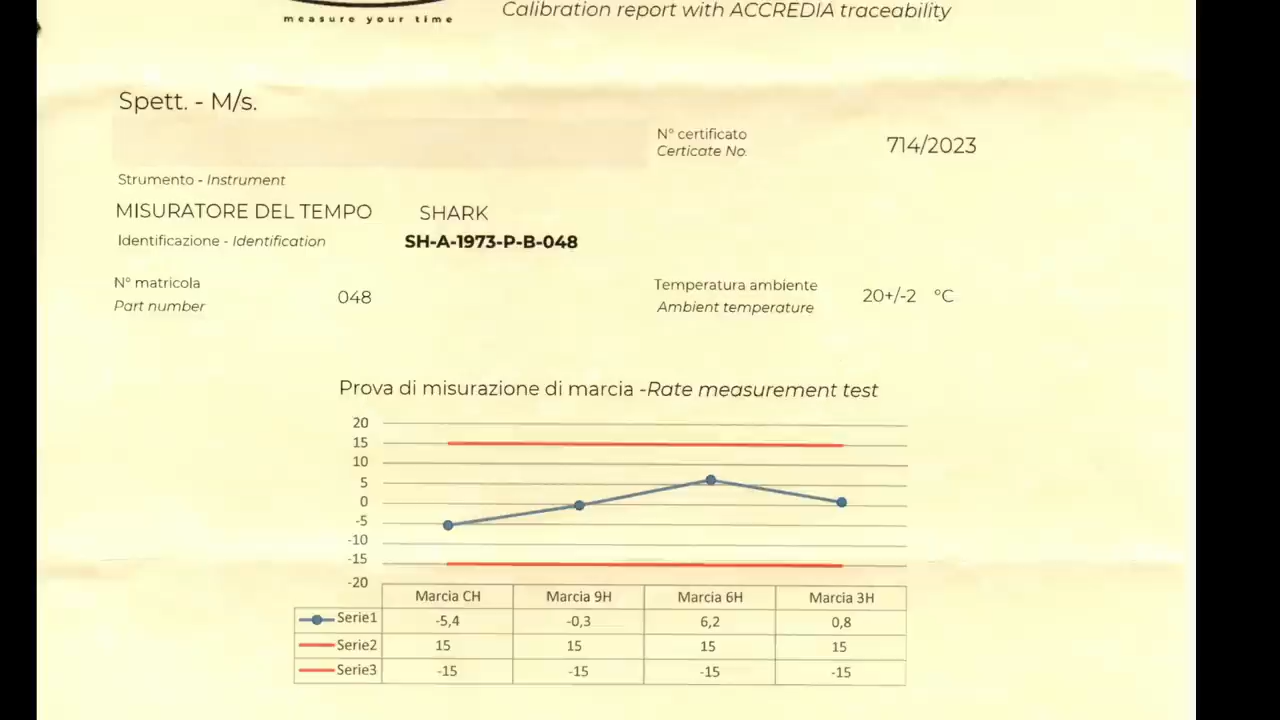 measure your time
Calibration report with ACCREDIA traceability
Spett. - M/s.
N° certificato
Certicate No.
714/2023
Strumento - Instrument
MISURATORE DEL TEMPO SHARK
Identificazione - Identification SH-A-1973-P-B-048
N° matricola
Part number
048
Temperatura ambiente
Ambient temperature
20+/-2 °C
Prova di misurazione di marcia -Rate measurement test
20
15
10
5
0
-5
-10
-15
-20
Marcia CH Marcia 9H Marcia 6H Marcia 3H
Serie1 -5,4 -0,3 6,2 0,8
Serie2 15 15 15 15
Serie3 -15 -15 -15 -15